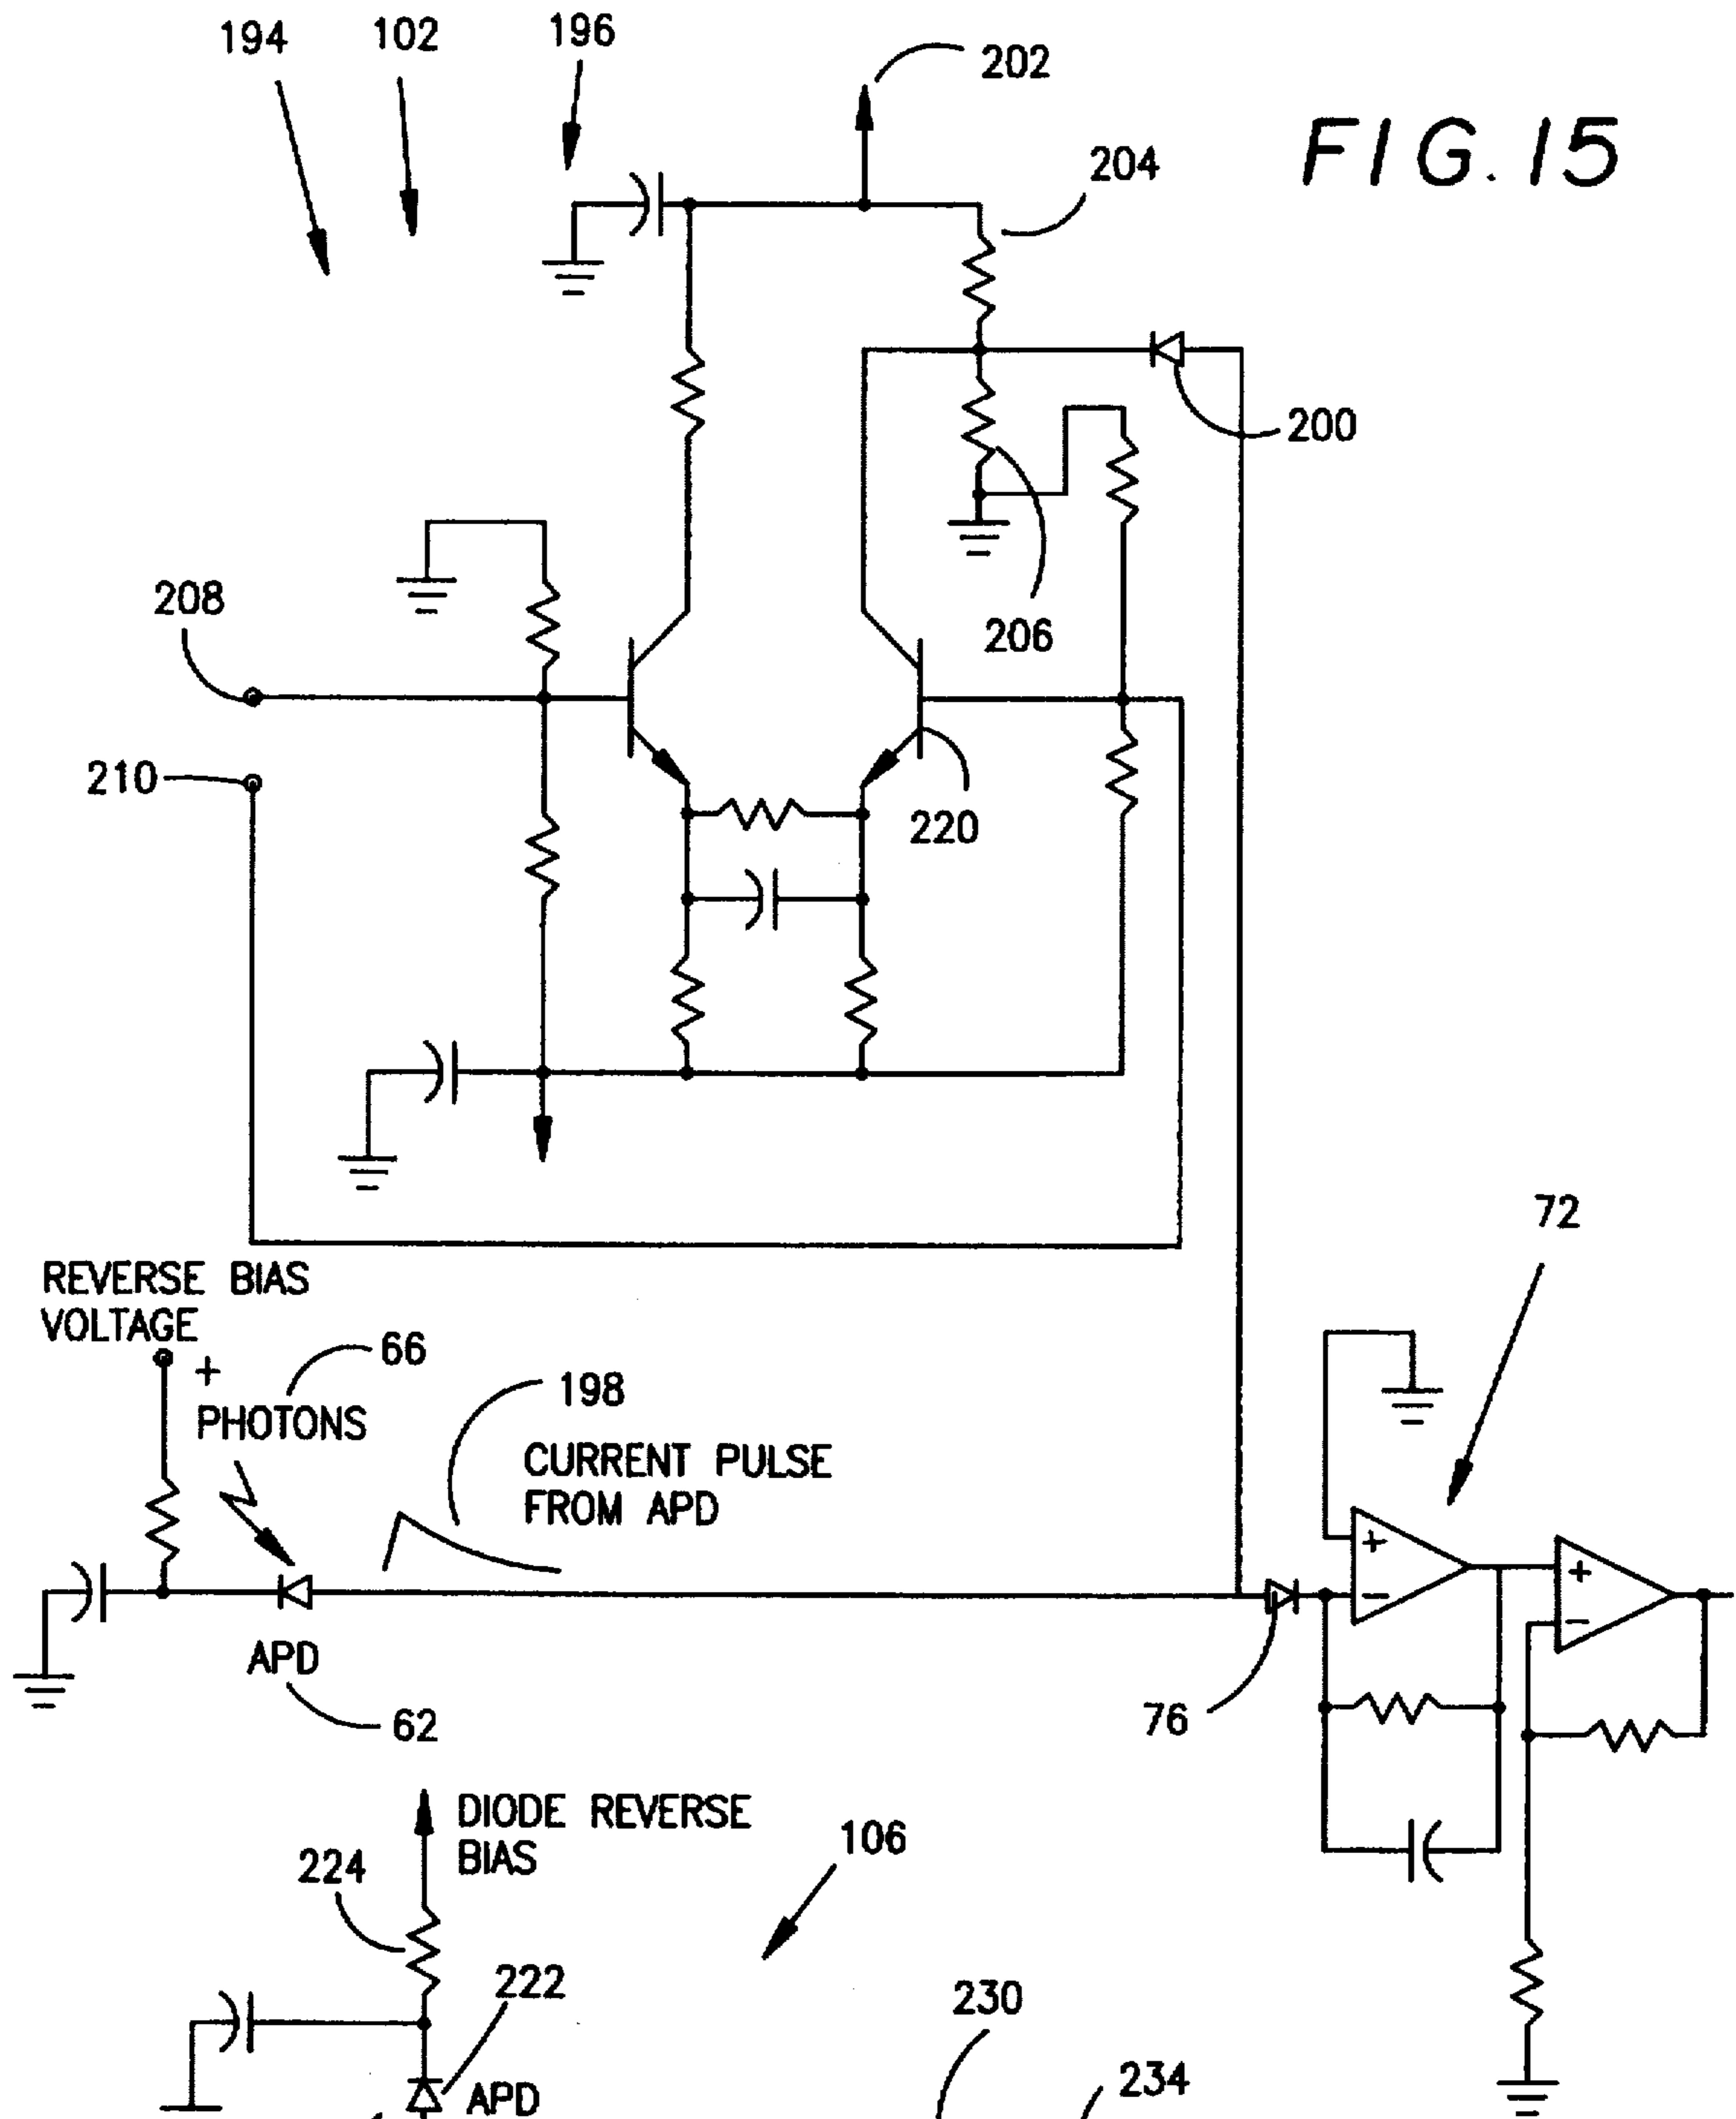 194
102
196
202
FIG. 15
204
200
208
206
210
220
72
REVERSE BIAS
VOLTAGE
+
66
PHOTONS
198
CURRENT PULSE
FROM APD
+
−
+
−
APD
62
76
DIODE REVERSE
BIAS
224
106
222
230
APD
234